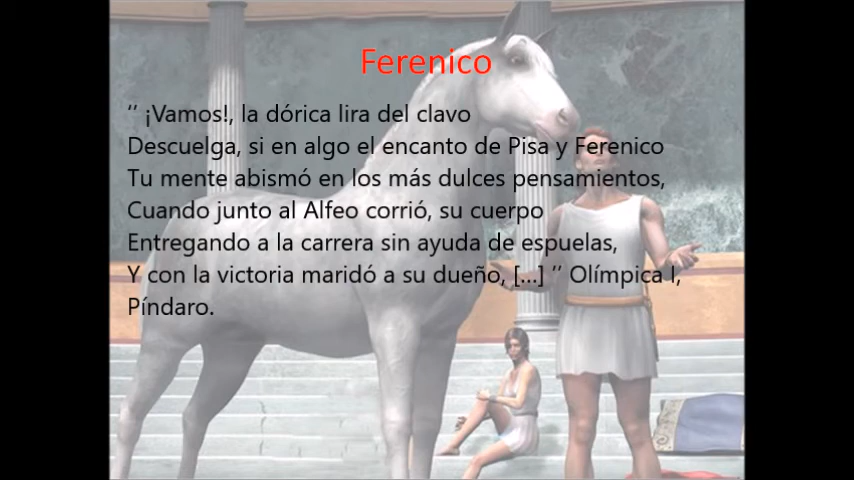 Ferenico
‘’ ¡Vamos!, la dórica lira del clavo
Descuelga, si en algo el encanto de Pisa y Ferenico
Tu mente abismó en los más dulces pensamientos,
Cuando junto al Alfeo corrió, su cuerpo
Entregando a la carrera sin ayuda de espuelas,
Y con la victoria maridó a su dueño, [...] ‘’ Olímpica I,
Píndaro.